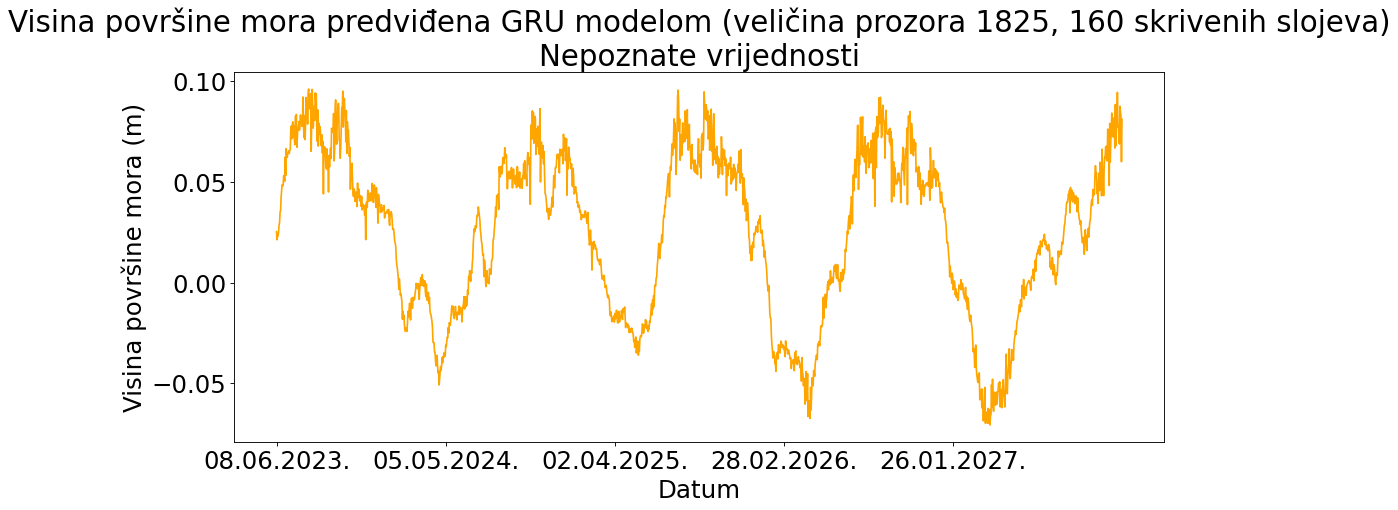 Visina površine mora predviđena GRU modelom (veličina prozora 1825, 160 skrivenih slojeva)
Nepoznate vrijednosti
Visina površine mora (m)
0.10
0.05
0.00
−0.05
08.06.2023. 05.05.2024. 02.04.2025. 28.02.2026. 26.01.2027.
Datum